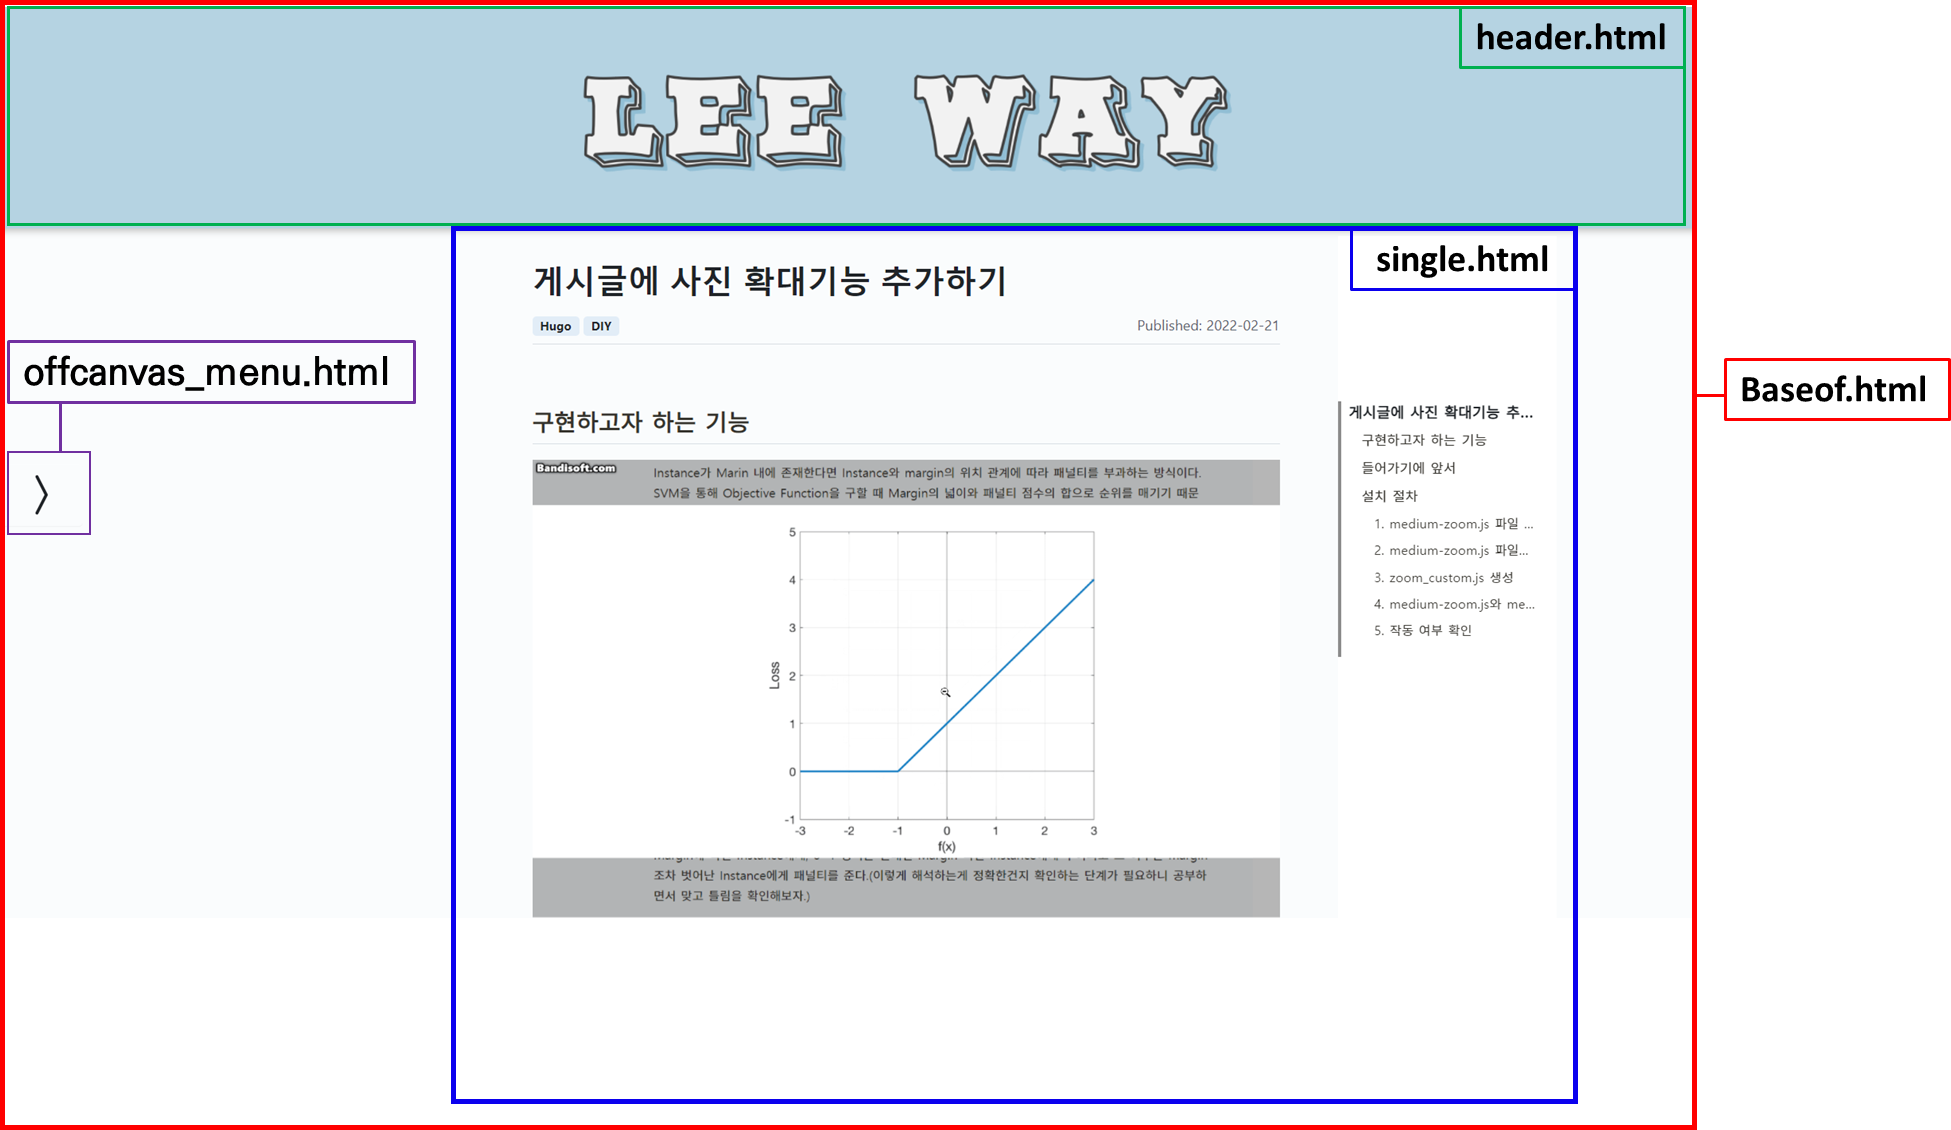 header.html
LEE WAY
single.html
게시글에 사진 확대기능 추가하기
Hugo DIY Published: 2022-02-21
offcanvas_menu.html
〉
Baseof.html
구현하고자 하는 기능
Bandisoft.com
Instance가 Marin 내에 존재한다면 Instance와 margin의 위치 관계에 따라 패널티를 부과하는 방식이다.
SVM을 통해 Objective Function을 구할 때 Margin의 넓이와 패널티 점수의 합으로 순위를 매기기 때문
5
4
3
2
1
0
-1
Loss
-3 -2 -1 0 1 2 3
f(x)
조차 벗어난 Instance에게 패널티를 준다.(이렇게 해석하는게 정확한건지 확인하는 단계가 필요하니 공부하
면서 맞고 틀림을 확인해보자.)
게시글에 사진 확대기능 추...
구현하고자 하는 기능
들어가기에 앞서
설치 절차
1. medium-zoom.js 파일 ...
2. medium-zoom.js 파일...
3. zoom_custom.js 생성
4. medium-zoom.js와 me...
5. 작동 여부 확인